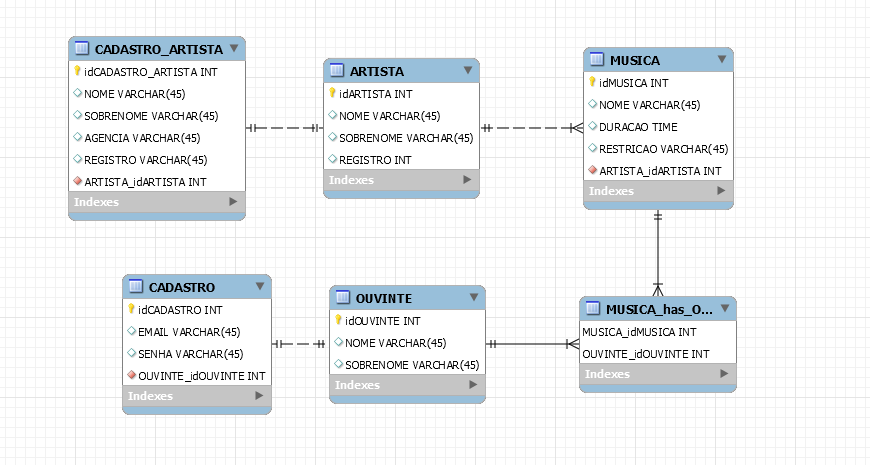 CADASTRO_ARTISTA
idCADASTRO_ARTISTA INT
NOME VARCHAR(45)
SOBRENOME VARCHAR(45)
AGENCIA VARCHAR(45)
REGISTRO VARCHAR(45)
ARTISTA_idARTISTA INT
Indexes
ARTISTA
idARTISTA INT
NOME VARCHAR(45)
SOBRENOME VARCHAR(45)
REGISTRO INT
Indexes
MUSICA
idMUSICA INT
NOME VARCHAR(45)
DURACAO TIME
RESTRICAO VARCHAR(45)
ARTISTA_idARTISTA INT
Indexes
CADASTRO
idCADASTRO INT
EMAIL VARCHAR(45)
SENHA VARCHAR(45)
OUVINTE_idOUVINTE INT
Indexes
OUVINTE
idOUVINTE INT
NOME VARCHAR(45)
SOBRENOME VARCHAR(45)
Indexes
MUSICA_has_O...
MUSICA_idMUSICA INT
OUVINTE_idOUVINTE INT
Indexes